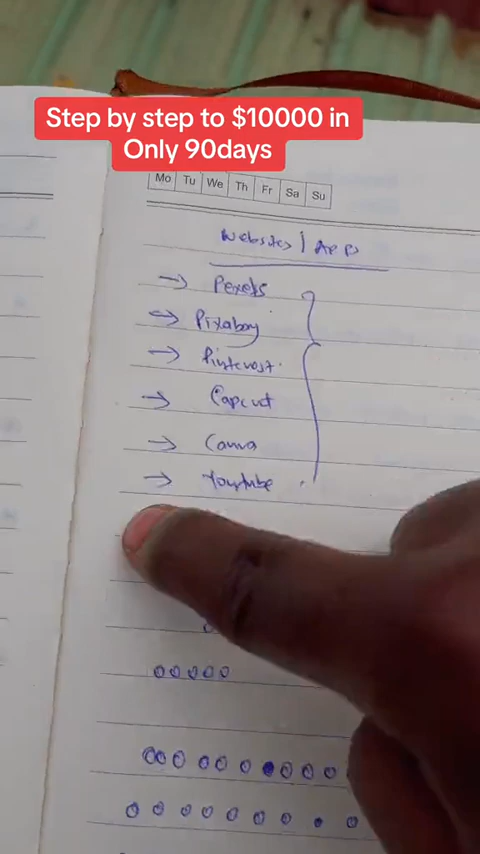 Step by step to $10000 in
Only 90days
Mo Tu We Th Fr Sa Su
Websites | APPs
→ Pexels
→ Pixabay
→ Pinterest.
→ Capcut
→ Canva
→ Youtube